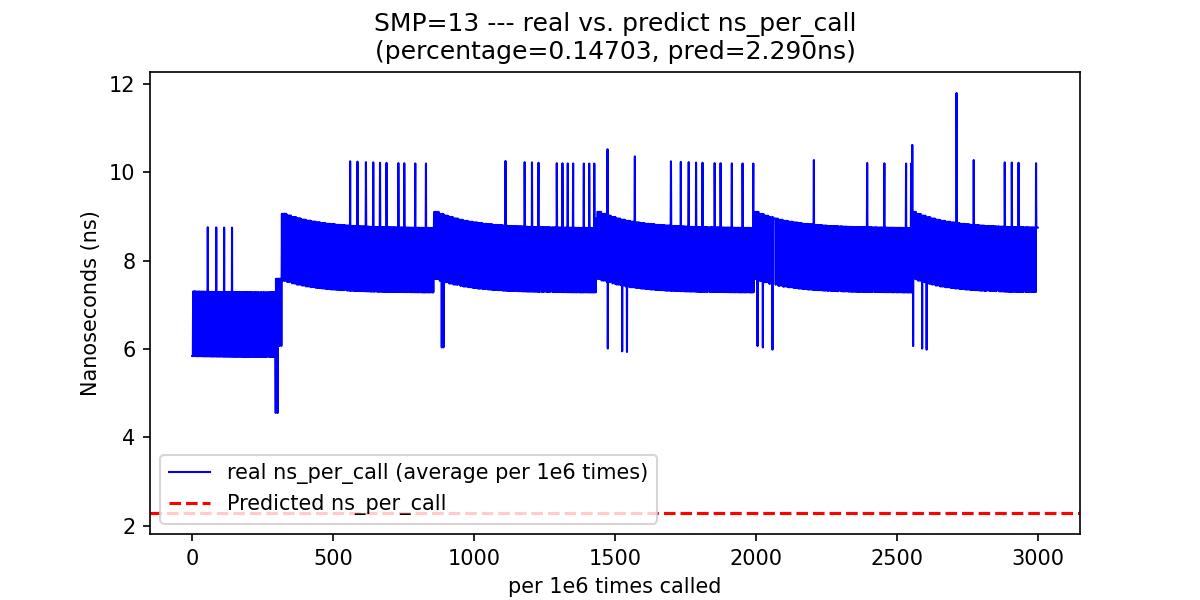 SMP=13 --- real vs. predict ns_per_call
(percentage=0.14703, pred=2.290ns)
Nanoseconds (ns)
12
10
8
6
4
2
real ns_per_call (average per 1e6 times)
Predicted ns_per_call
0 500 1000 1500 2000 2500 3000
per 1e6 times called